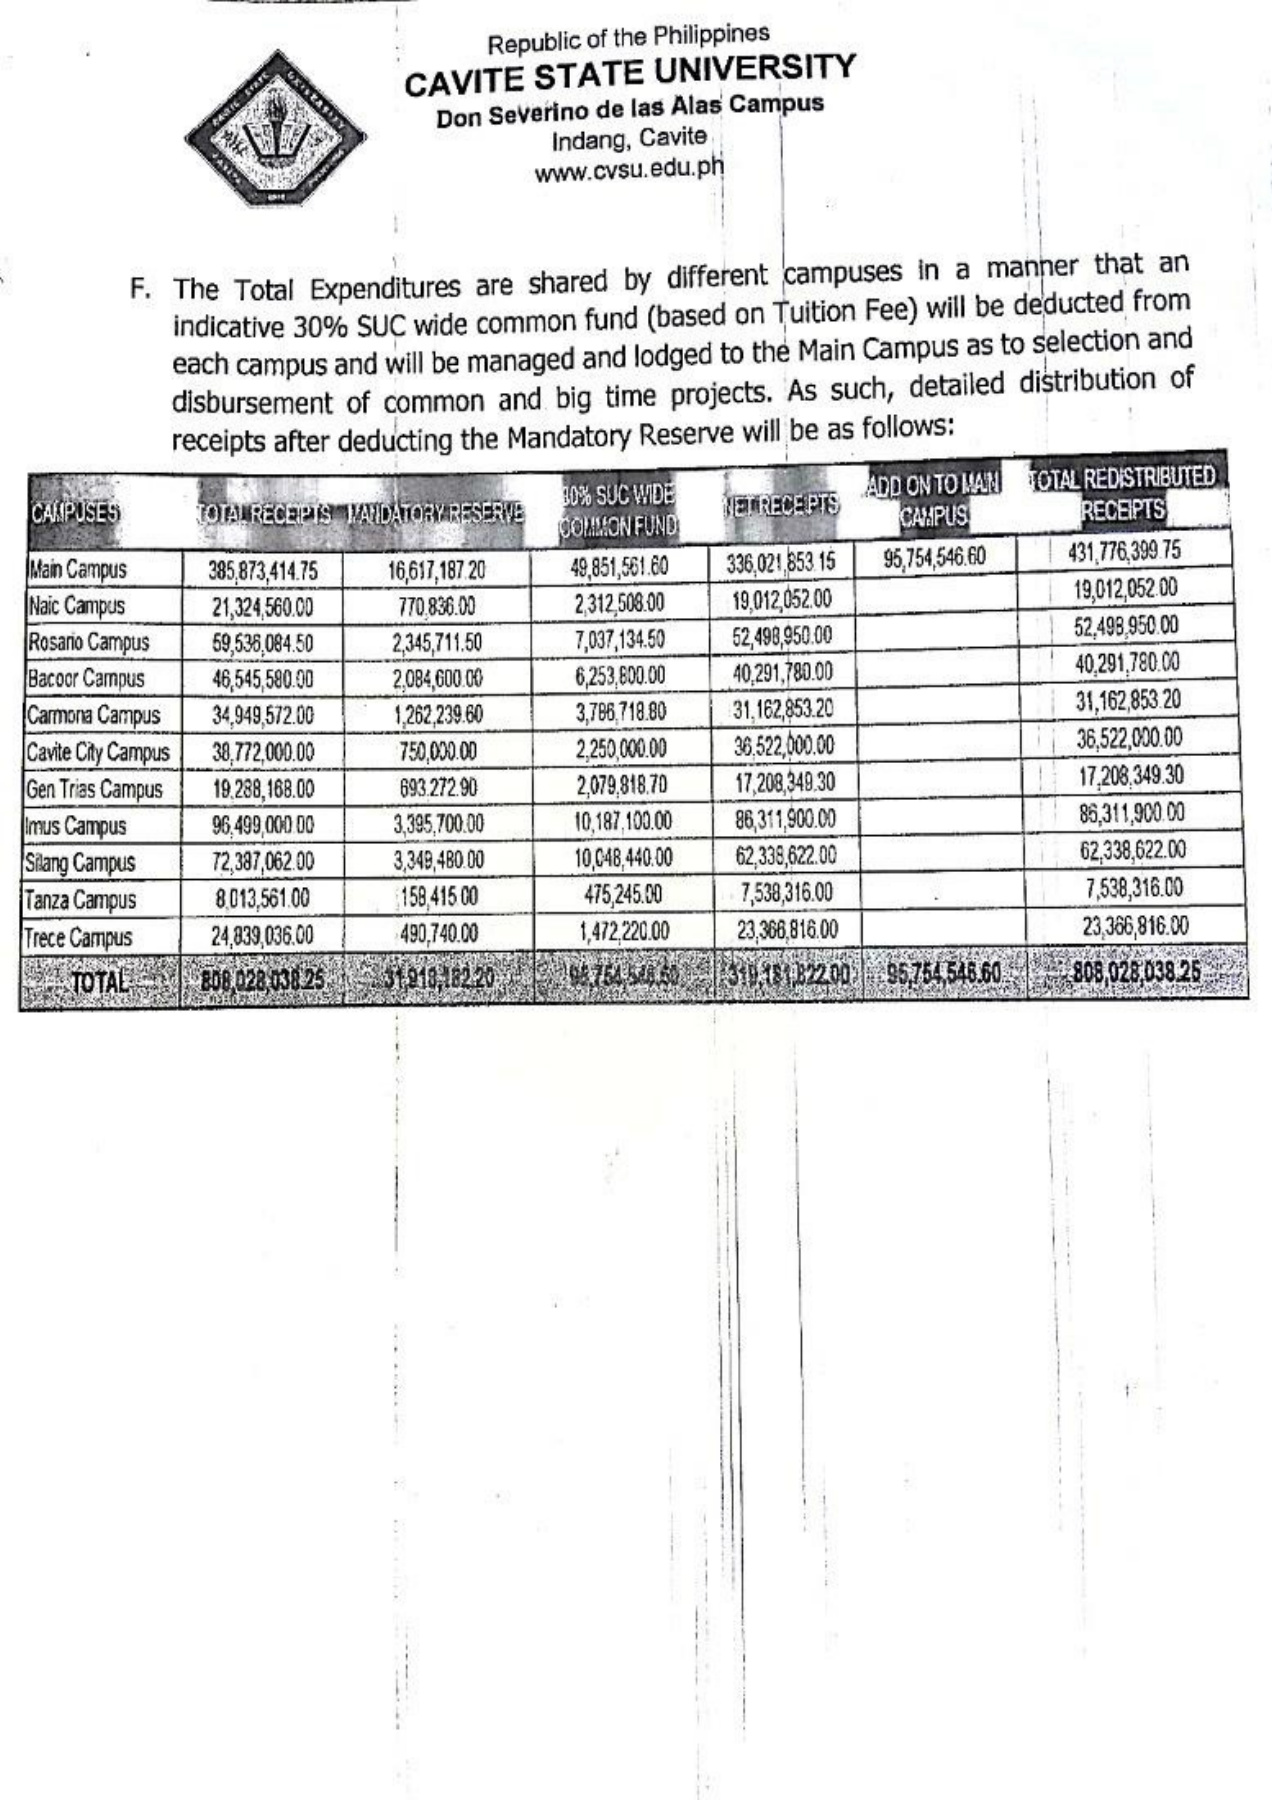 Republic of the Philippines
CAVITE STATE UNIVERSITY
Don Severino de las Alas Campus
Indang, Cavite
www.cvsu.edu.ph
F. The Total Expenditures are shared by different campuses in a manner that an
indicative 30% SUC wide common fund (based on Tuition Fee) will be deducted from
each campus and will be managed and lodged to the Main Campus as to selection and
disbursement of common and big time projects. As such, detailed distribution of
receipts after deducting the Mandatory Reserve will be as follows:
CAMPUSES TOTAL RECEIPTS MANDATORY RESERVE 30% SUC WIDE COMMON FUND NET RECEIPTS ADD ON TO MAIN CAMPUS TOTAL REDISTRIBUTED RECEIPTS
Main Campus 385,873,414.75 16,617,187.20 49,851,561.60 336,021,853.15 95,754,546.60 431,776,399.75
Naic Campus 21,324,560.00 770,836.00 2,312,508.00 19,012,052.00 19,012,052.00
Rosario Campus 59,536,084.50 2,345,711.50 7,037,134.50 52,498,950.00 52,498,950.00
Bacoor Campus 46,545,580.00 2,084,600.00 6,253,800.00 40,291,780.00 40,291,780.00
Carmona Campus 34,949,572.00 1,262,239.60 3,786,718.80 31,162,853.20 31,162,853.20
Cavite City Campus 38,772,000.00 750,000.00 2,250,000.00 36,522,000.00 36,522,000.00
Gen Trias Campus 19,288,168.00 693,272.90 2,079,818.70 17,208,349.30 17,208,349.30
Imus Campus 96,499,000.00 3,395,700.00 10,187,100.00 86,311,900.00 86,311,900.00
Silang Campus 72,387,062.00 3,349,480.00 10,048,440.00 62,338,622.00 62,338,622.00
Tanza Campus 8,013,561.00 158,415.00 475,245.00 7,538,316.00 7,538,316.00
Trece Campus 24,839,036.00 490,740.00 1,472,220.00 23,366,816.00 23,366,816.00
TOTAL 808,028,038.25 31,918,182.20 95,754,546.60 95,754,546.60 808,028,038.25